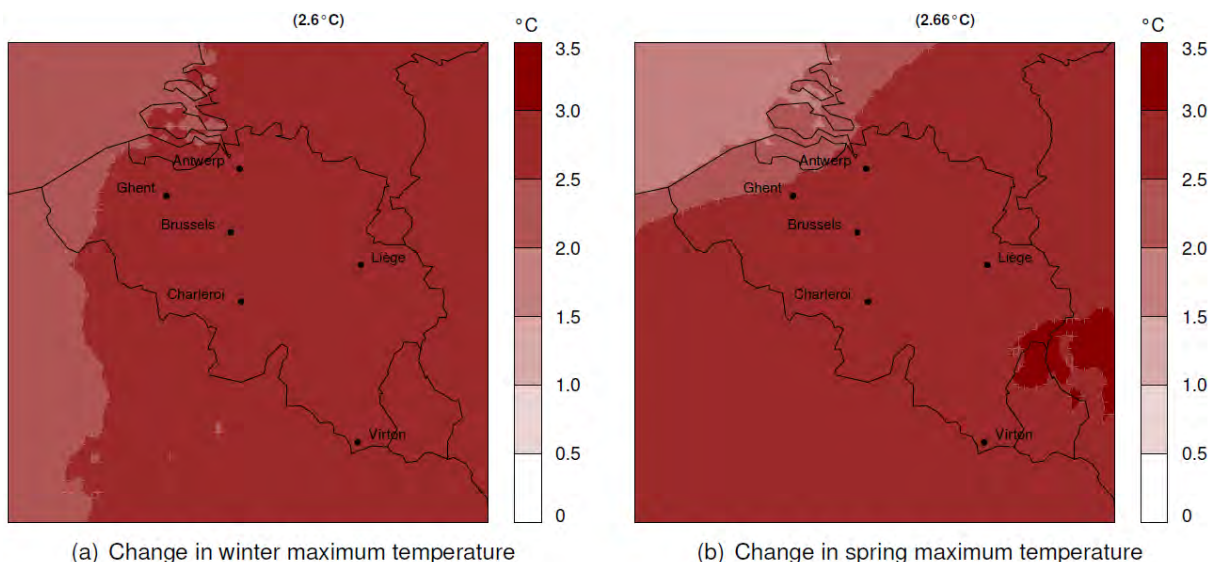 (2.6°C)
°C
3.5
3.0
2.5
2.0
1.5
1.0
0.5
0
Antwerp
Ghent
Brussels
Liège
Charleroi
Virton
(a) Change in winter maximum temperature
(2.66°C)
°C
3.5
3.0
2.5
2.0
1.5
1.0
0.5
0
Antwerp
Ghent
Brussels
Liège
Charleroi
Virton
(b) Change in spring maximum temperature